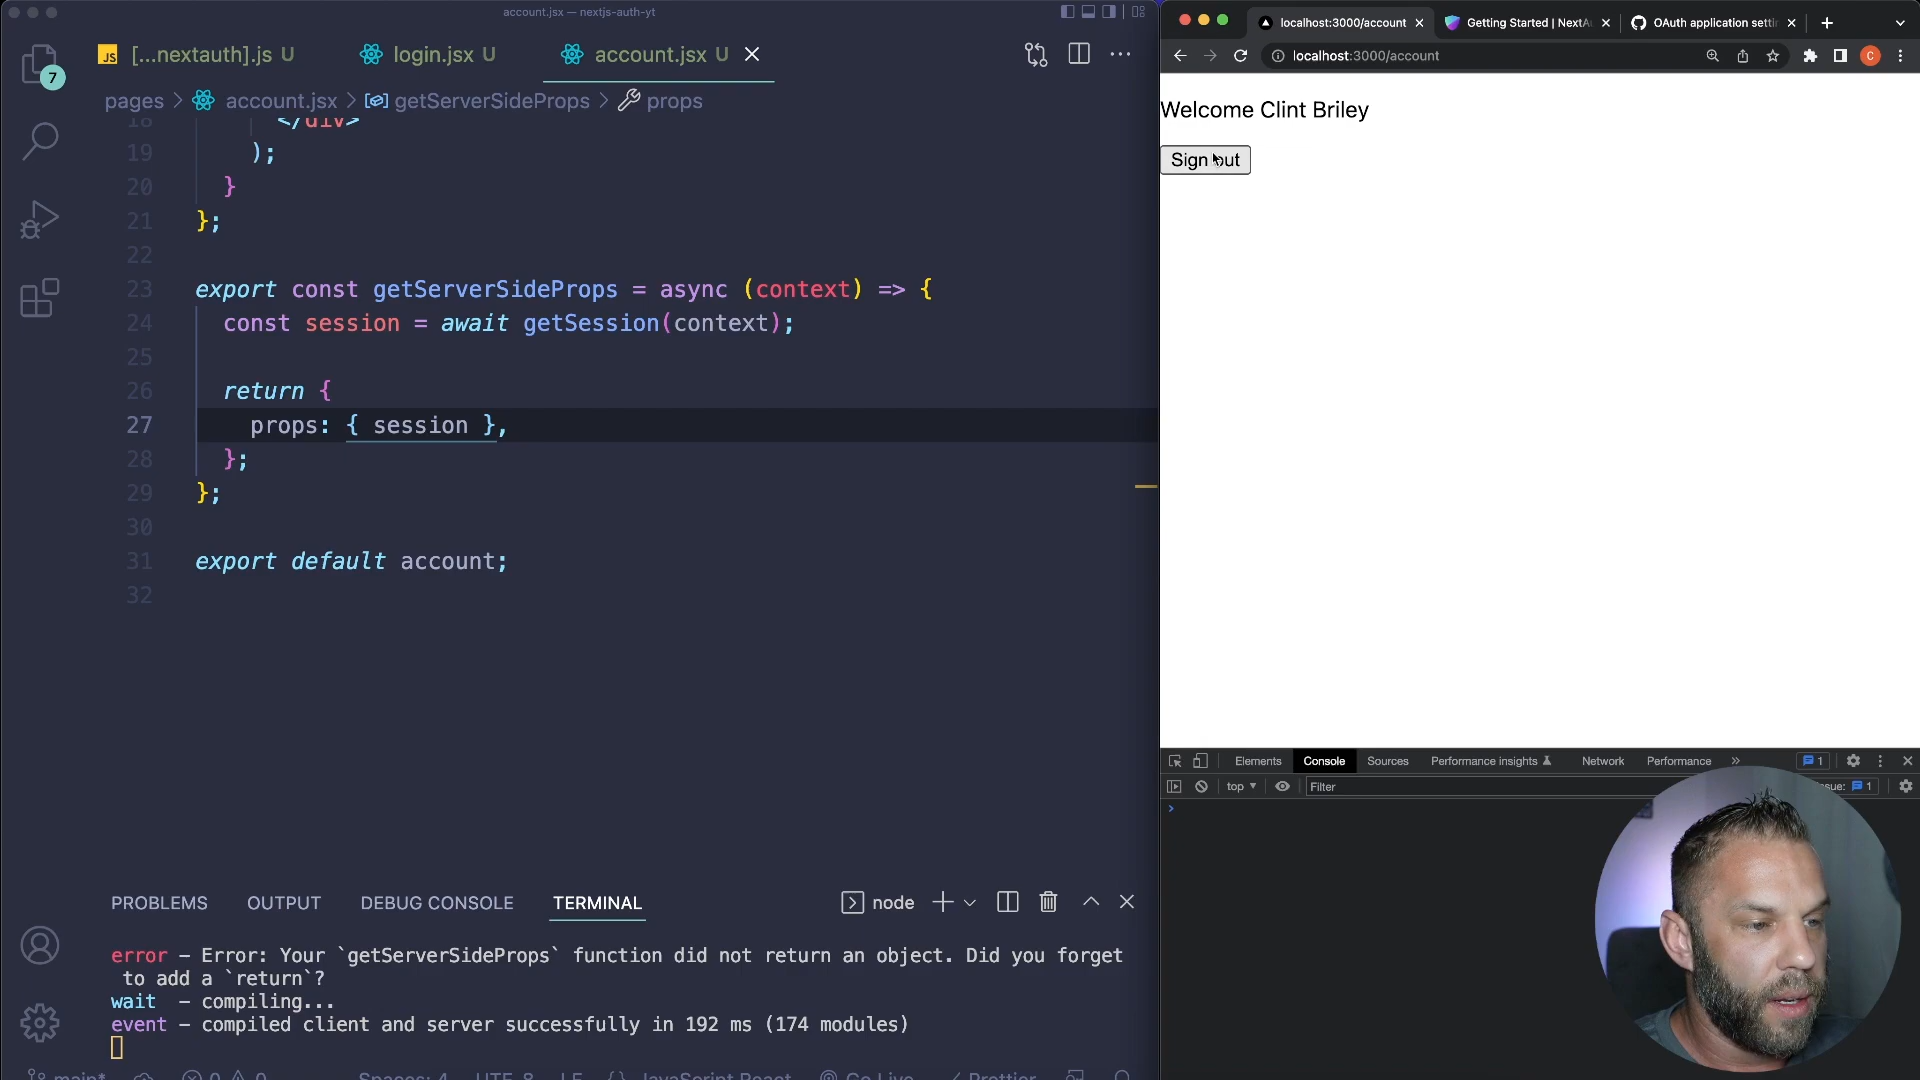 account.jsx — nextjs-auth-yt
JS [...nextauth].js U
login.jsx U
account.jsx U
7
pages > account.jsx > getServerSideProps > props
18 </div>
19 );
20 }
21 };
22
23 export const getServerSideProps = async (context) => {
24 const session = await getSession(context);
25
26 return {
27 props: { session },
28 };
29 };
30
31 export default account;
32
PROBLEMS OUTPUT DEBUG CONSOLE TERMINAL
node
error – Error: Your `getServerSideProps` function did not return an object. Did you forget
to add a `return`?
wait – compiling...
event – compiled client and server successfully in 192 ms (174 modules)
main* 0 0 Spaces: 4 UTF-8 LF {} JavaScript React Go Live Prettier
localhost:3000/account
Getting Started | NextAu
OAuth application settin
localhost:3000/account
C
Welcome Clint Briley
Sign out
Elements Console Sources Performance insights Network Performance » 1
top ▼ Filter
sue: 1